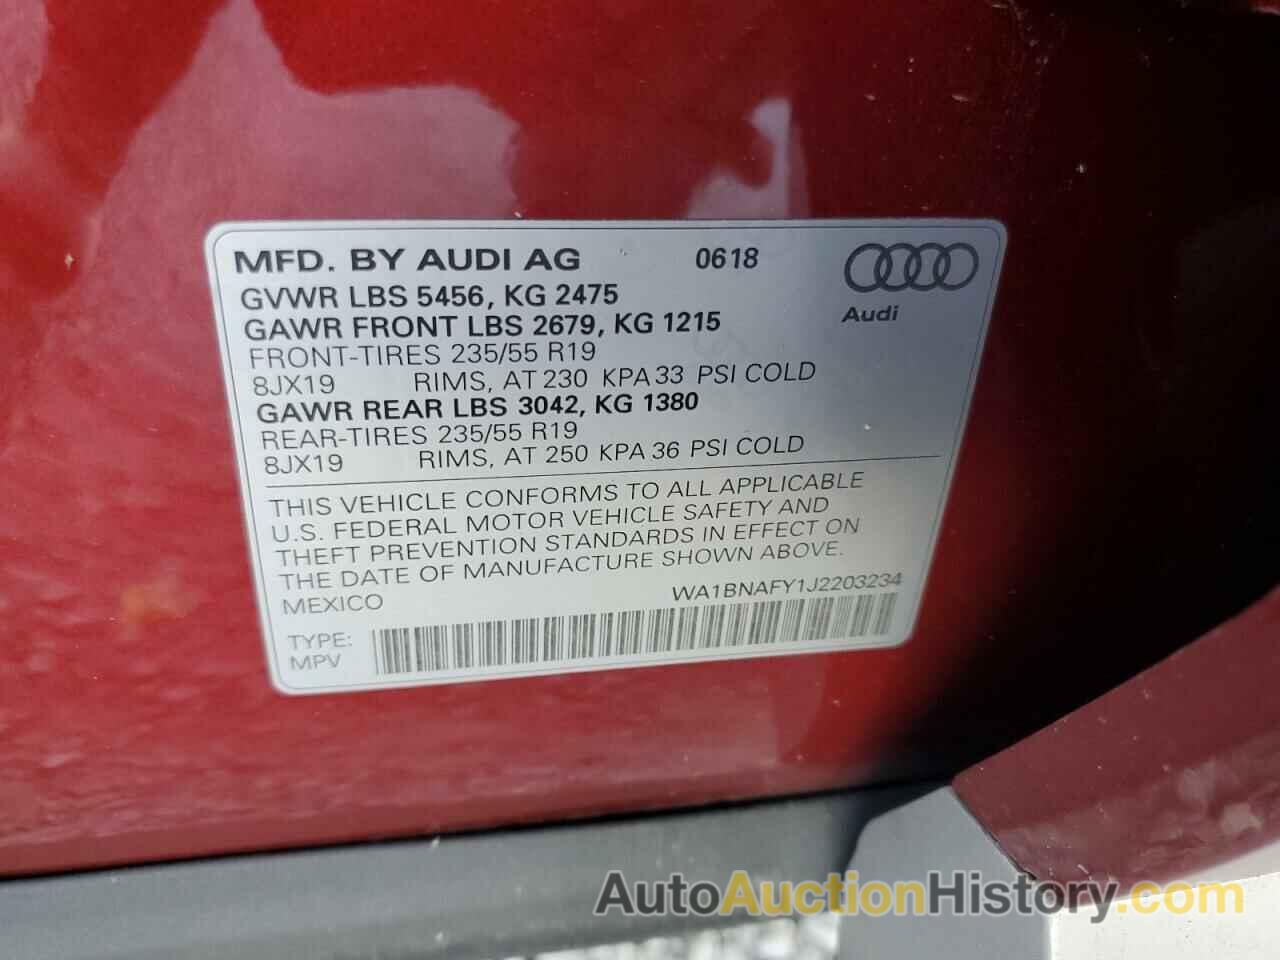 MFD. BY AUDI AG 0618
Audi
GVWR LBS 5456, KG 2475
GAWR FRONT LBS 2679, KG 1215
FRONT-TIRES 235/55 R19
8JX19 RIMS, AT 230 KPA 33 PSI COLD
GAWR REAR LBS 3042, KG 1380
REAR-TIRES 235/55 R19
8JX19 RIMS, AT 250 KPA 36 PSI COLD
THIS VEHICLE CONFORMS TO ALL APPLICABLE
U.S. FEDERAL MOTOR VEHICLE SAFETY AND
THEFT PREVENTION STANDARDS IN EFFECT ON
THE DATE OF MANUFACTURE SHOWN ABOVE.
MEXICO WA1BNAFY1J2203234
TYPE:
MPV
AutoAuctionHistory.com